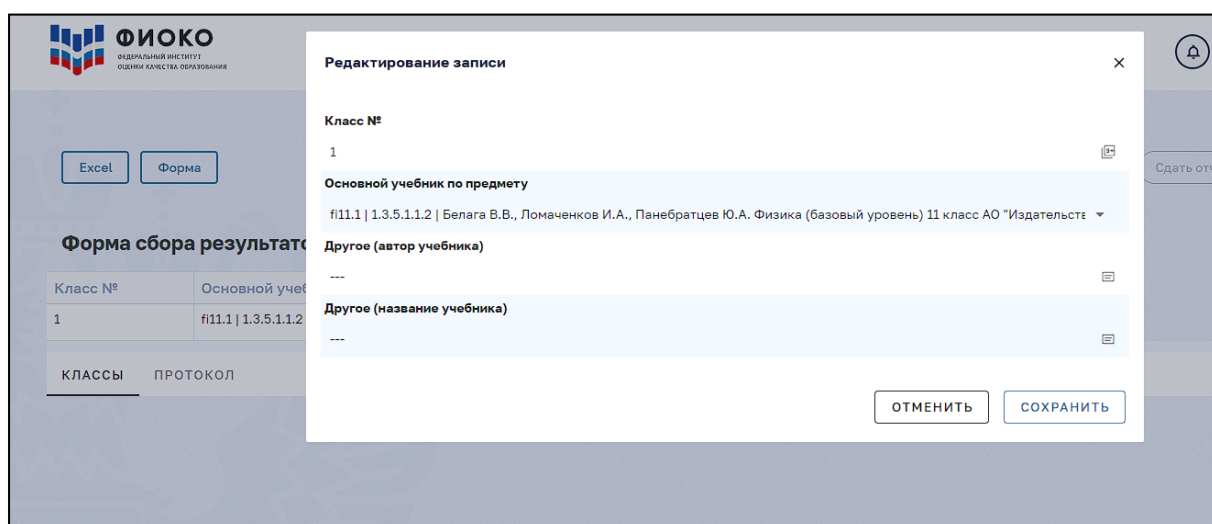 ФИОКО
ФЕДЕРАЛЬНЫЙ ИНСТИТУТ
ОЦЕНКИ КАЧЕСТВА ОБРАЗОВАНИЯ
Редактирование записи
Класс №
1
Основной учебник по предмету
fi11.1 | 1.3.5.1.1.2 | Белага В.В., Ломаченков И.А., Панебратцев Ю.А. Физика (базовый уровень) 11 класс АО "Издательств
Другое (автор учебника)
---
Другое (название учебника)
---
ОТМЕНИТЬ СОХРАНИТЬ
Excel Форма
Сдать отч
Форма сбора результато
Класс № Основной учеб
1 fi11.1 | 1.3.5.1.1.2
КЛАССЫ ПРОТОКОЛ